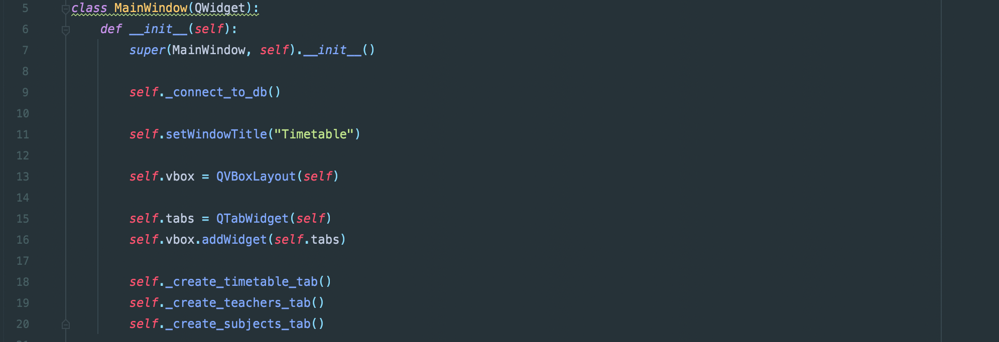 5 class MainWindow(QWidget):
6 def __init__(self):
7 super(MainWindow, self).__init__()
8
9 self._connect_to_db()
10
11 self.setWindowTitle("Timetable")
12
13 self.vbox = QVBoxLayout(self)
14
15 self.tabs = QTabWidget(self)
16 self.vbox.addWidget(self.tabs)
17
18 self._create_timetable_tab()
19 self._create_teachers_tab()
20 self._create_subjects_tab()